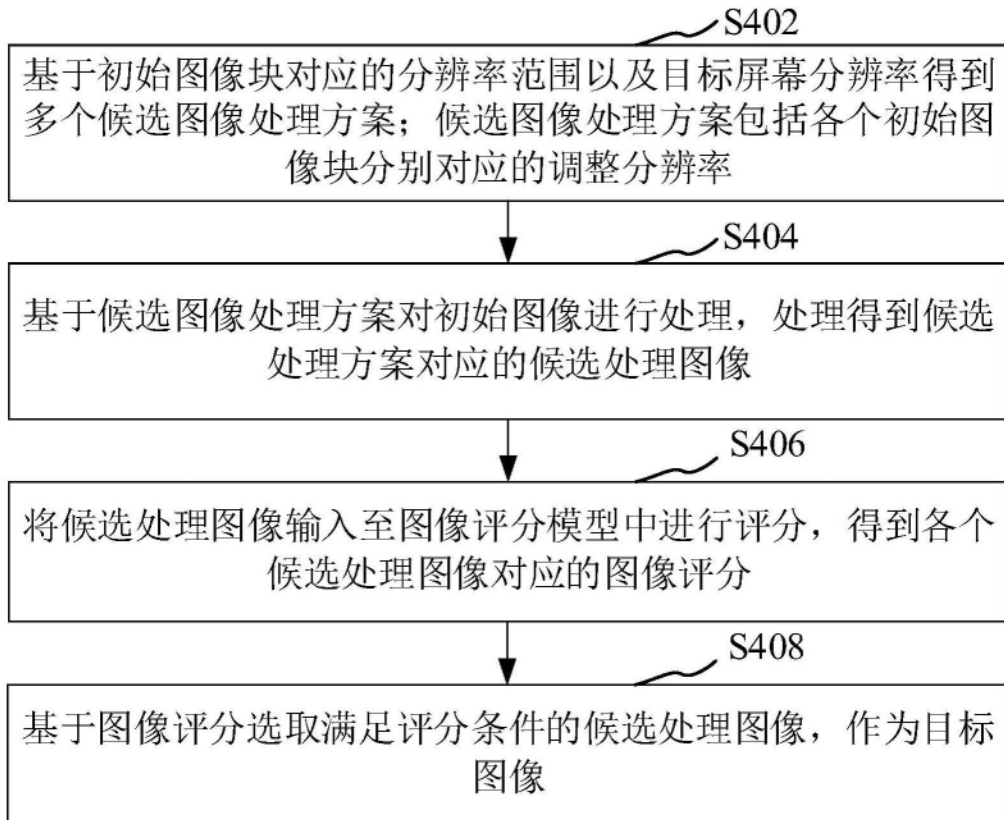 S402
基于初始图像块对应的分辨率范围以及目标屏幕分辨率得到
多个候选图像处理方案；候选图像处理方案包括各个初始图
像块分别对应的调整分辨率
S404
基于候选图像处理方案对初始图像进行处理，处理得到候选
处理方案对应的候选处理图像
S406
将候选处理图像输入至图像评分模型中进行评分，得到各个
候选处理图像对应的图像评分
S408
基于图像评分选取满足评分条件的候选处理图像，作为目标
图像